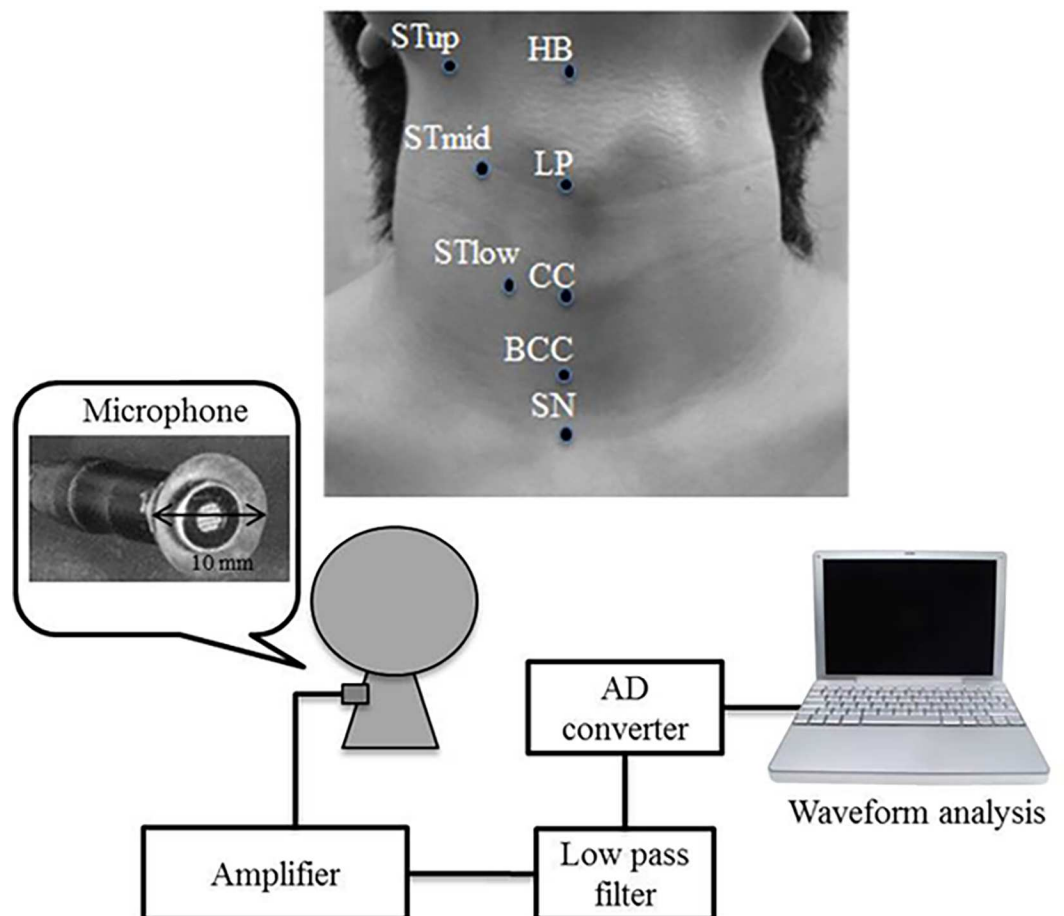 STup
HB
STmid
LP
STlow
CC
BCC
SN
Microphone
10 mm
AD
converter
Waveform analysis
Amplifier
Low pass
filter